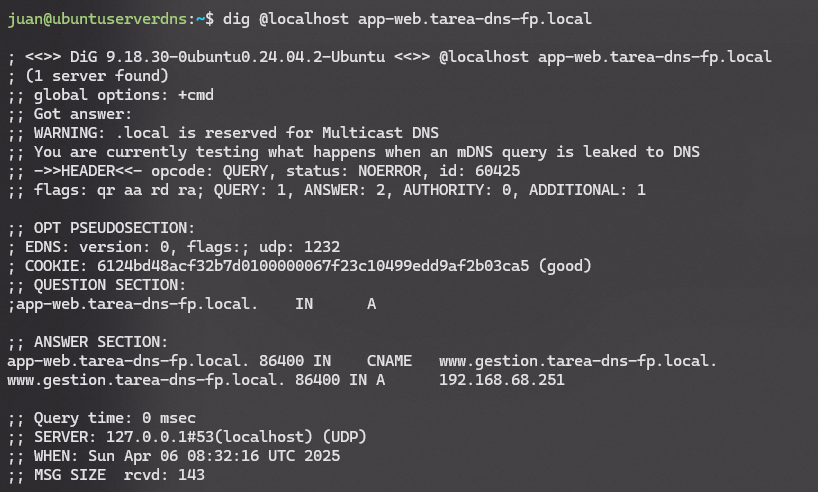 juan@ubuntuserverdns:~$ dig @localhost app-web.tarea-dns-fp.local
; <<>> DiG 9.18.30-0ubuntu0.24.04.2-Ubuntu <<>> @localhost app-web.tarea-dns-fp.local
; (1 server found)
;; global options: +cmd
;; Got answer:
;; WARNING: .local is reserved for Multicast DNS
;; You are currently testing what happens when an mDNS query is leaked to DNS
;; ->>HEADER<<- opcode: QUERY, status: NOERROR, id: 60425
;; flags: qr aa rd ra; QUERY: 1, ANSWER: 2, AUTHORITY: 0, ADDITIONAL: 1
;; OPT PSEUDOSECTION:
; EDNS: version: 0, flags:; udp: 1232
; COOKIE: 6124bd48acf32b7d0100000067f23c10499edd9af2b03ca5 (good)
;; QUESTION SECTION:
;app-web.tarea-dns-fp.local.    IN      A
;; ANSWER SECTION:
app-web.tarea-dns-fp.local. 86400 IN    CNAME   www.gestion.tarea-dns-fp.local.
www.gestion.tarea-dns-fp.local. 86400 IN A      192.168.68.251
;; Query time: 0 msec
;; SERVER: 127.0.0.1#53(localhost) (UDP)
;; WHEN: Sun Apr 06 08:32:16 UTC 2025
;; MSG SIZE  rcvd: 143